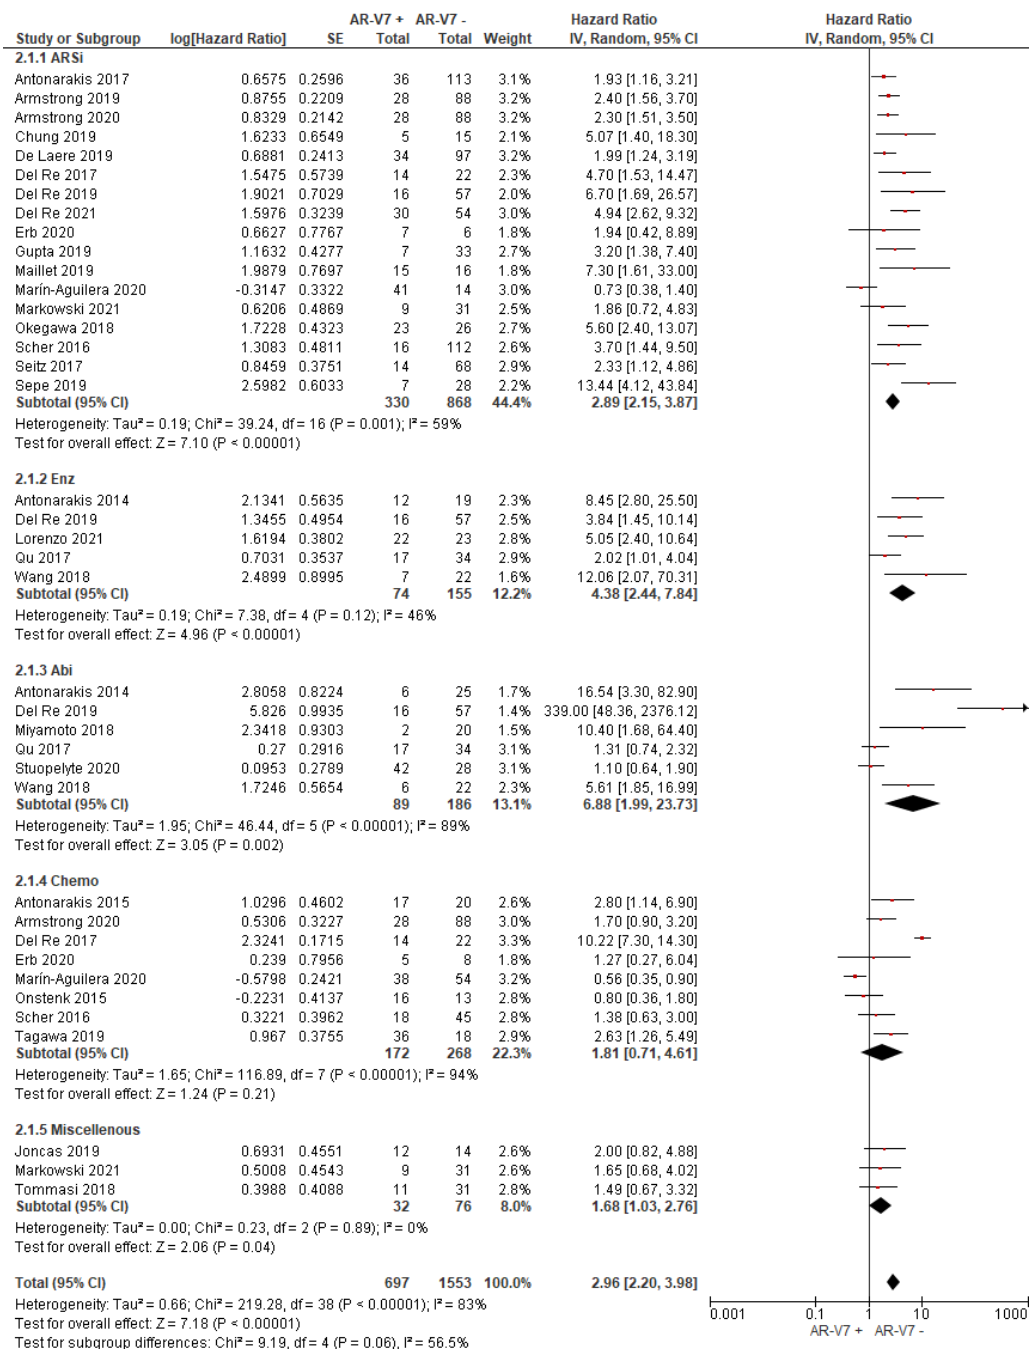 AR-V7 + AR-V7 - Hazard Ratio Hazard Ratio
Study or Subgroup log[Hazard Ratio] SE Total Total Weight IV, Random, 95% CI IV, Random, 95% CI
2.1.1 ARSi
Antonarakis 2017 0.6575 0.2596 36 113 3.1% 1.93 [1.16, 3.21]
Armstrong 2019 0.8755 0.2209 28 88 3.2% 2.40 [1.56, 3.70]
Armstrong 2020 0.8329 0.2142 28 88 3.2% 2.30 [1.51, 3.50]
Chung 2019 1.6233 0.6549 5 15 2.1% 5.07 [1.40, 18.30]
De Laere 2019 0.6881 0.2413 34 97 3.2% 1.99 [1.24, 3.19]
Del Re 2017 1.5475 0.5739 14 22 2.3% 4.70 [1.53, 14.47]
Del Re 2019 1.9021 0.7029 16 57 2.0% 6.70 [1.69, 26.57]
Del Re 2021 1.5976 0.3239 30 54 3.0% 4.94 [2.62, 9.32]
Erb 2020 0.6627 0.7767 7 6 1.8% 1.94 [0.42, 8.89]
Gupta 2019 1.1632 0.4277 7 33 2.7% 3.20 [1.38, 7.40]
Maillet 2019 1.9879 0.7697 15 16 1.8% 7.30 [1.61, 33.00]
Marín-Aguilera 2020 -0.3147 0.3322 41 14 2.9% 0.73 [0.38, 1.40]
Markowski 2021 0.6206 0.4869 9 31 2.5% 1.86 [0.72, 4.83]
Okegawa 2018 1.7228 0.4323 23 26 2.7% 5.60 [2.40, 13.07]
Scher 2016 1.3083 0.4811 16 112 2.6% 3.70 [1.44, 9.50]
Seitz 2017 0.8459 0.3751 14 68 2.9% 2.33 [1.12, 4.86]
Sepe 2019 2.5982 0.6033 7 28 2.2% 13.44 [4.12, 43.84]
Subtotal (95% CI) 330 868 44.4% 2.89 [2.15, 3.87]
Heterogeneity: Tau² = 0.19; Chi² = 39.24, df = 16 (P = 0.001); I² = 59%
Test for overall effect: Z = 7.10 (P < 0.00001)
2.1.2 Enz
Antonarakis 2014 2.1341 0.5635 12 19 2.3% 8.45 [2.80, 25.50]
Del Re 2019 1.3455 0.4954 16 57 2.5% 3.84 [1.45, 10.14]
Lorenzo 2021 1.6194 0.3802 22 23 2.9% 5.05 [2.40, 10.64]
Qu 2017 0.7031 0.3537 17 34 2.9% 2.02 [1.01, 4.04]
Wang 2018 2.4899 0.8995 7 22 1.6% 12.06 [2.07, 70.31]
Subtotal (95% CI) 74 155 12.2% 4.38 [2.44, 7.84]
Heterogeneity: Tau² = 0.19; Chi² = 7.38, df = 4 (P = 0.12); I² = 46%
Test for overall effect: Z = 4.96 (P < 0.00001)
2.1.3 Abi
Antonarakis 2014 2.8058 0.8224 6 25 1.7% 16.54 [3.30, 82.90]
Del Re 2019 5.826 0.9935 16 57 1.4% 339.00 [48.36, 2376.12]
Miyamoto 2018 2.3418 0.9303 2 20 1.5% 10.40 [1.68, 64.40]
Qu 2017 0.27 0.2916 17 34 3.1% 1.31 [0.74, 2.32]
Stuopelyte 2020 0.0953 0.2789 42 28 3.1% 1.10 [0.64, 1.90]
Wang 2018 1.7246 0.5654 6 22 2.3% 5.61 [1.85, 16.99]
Subtotal (95% CI) 89 186 13.1% 6.88 [1.99, 23.73]
Heterogeneity: Tau² = 1.95; Chi² = 46.44, df = 5 (P < 0.00001); I² = 89%
Test for overall effect: Z = 3.05 (P = 0.002)
2.1.4 Chemo
Antonarakis 2015 1.0296 0.4602 17 20 2.6% 2.80 [1.14, 6.90]
Armstrong 2020 0.5306 0.3227 28 88 3.0% 1.70 [0.90, 3.20]
Del Re 2017 2.3241 0.1715 14 22 3.3% 10.22 [7.30, 14.30]
Erb 2020 0.239 0.7956 5 8 1.8% 1.27 [0.27, 6.04]
Marín-Aguilera 2020 -0.5798 0.2421 38 54 3.2% 0.56 [0.35, 0.90]
Onstenk 2015 -0.2231 0.4137 16 13 2.8% 0.80 [0.36, 1.80]
Scher 2016 0.3221 0.3962 18 45 2.8% 1.38 [0.63, 3.00]
Tagawa 2019 0.967 0.3755 36 18 2.9% 2.63 [1.26, 5.49]
Subtotal (95% CI) 172 268 22.3% 1.81 [0.71, 4.61]
Heterogeneity: Tau² = 1.65; Chi² = 116.89, df = 7 (P < 0.00001); I² = 94%
Test for overall effect: Z = 1.24 (P = 0.21)
2.1.5 Miscellenous
Joncas 2019 0.6931 0.4551 12 14 2.6% 2.00 [0.82, 4.88]
Markowski 2021 0.5008 0.4543 9 31 2.6% 1.65 [0.68, 4.02]
Tommasi 2018 0.3988 0.4088 11 31 2.8% 1.49 [0.67, 3.32]
Subtotal (95% CI) 32 76 8.0% 1.68 [1.03, 2.76]
Heterogeneity: Tau² = 0.00; Chi² = 0.23, df = 2 (P = 0.89); I² = 0%
Test for overall effect: Z = 2.06 (P = 0.04)
Total (95% CI) 697 1553 100.0% 2.96 [2.20, 3.98]
Heterogeneity: Tau² = 0.66; Chi² = 219.28, df = 38 (P < 0.00001); I² = 83%
Test for overall effect: Z = 7.18 (P < 0.00001)
Test for subgroup differences: Chi² = 9.19, df = 4 (P = 0.06), I² = 56.5%
0.001 0.1 1 10 1000
AR-V7 + AR-V7 -